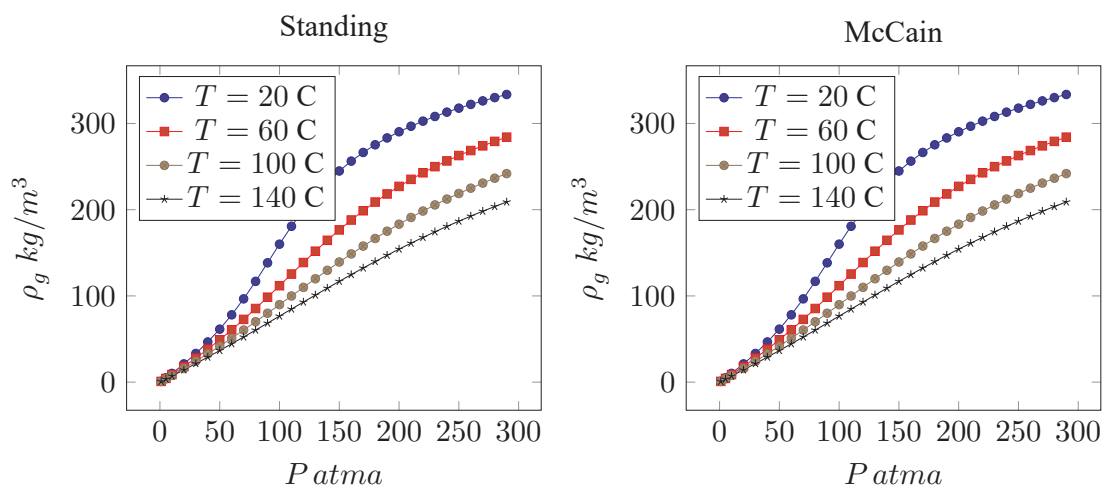 Standing
T = 20 C
T = 60 C
T = 100 C
T = 140 C
300
200
100
0
0 50 100 150 200 250 300
P atma
ρ_g kg/m³
McCain
T = 20 C
T = 60 C
T = 100 C
T = 140 C
300
200
100
0
0 50 100 150 200 250 300
P atma
ρ_g kg/m³